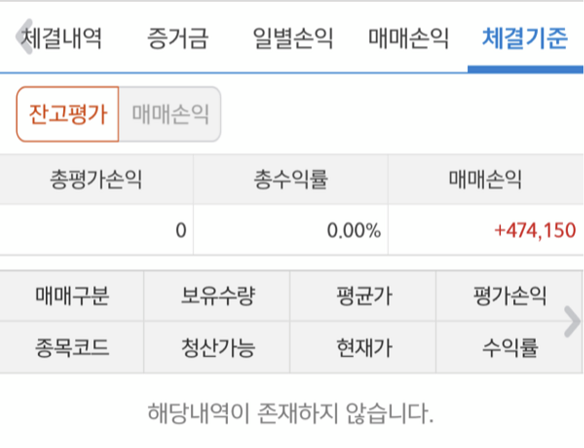 체결내역 증거금 일별손익 매매손익 체결기준
잔고평가 매매손익
총평가손익 총수익률 매매손익
0 0.00% +474,150
매매구분 보유수량 평균가 평가손익
종목코드 청산가능 현재가 수익률
해당내역이 존재하지 않습니다.